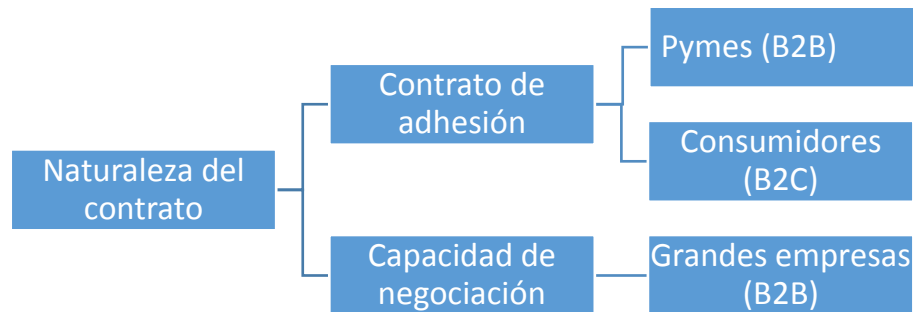 Naturaleza del
contrato
Contrato de
adhesión
Pymes (B2B)
Consumidores
(B2C)
Capacidad de
negociación
Grandes empresas
(B2B)